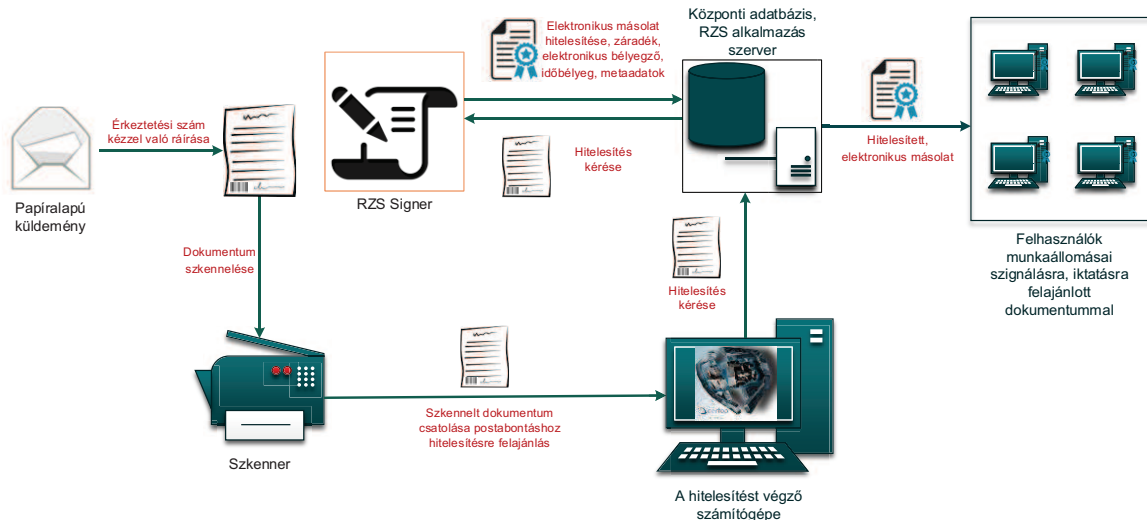 Elektronikus másolat
hitelesítése, záradék,
elektronikus bélyegző,
időbélyeg, metaadatok
Központi adatbázis,
RZS alkalmazás
szerver
Érkeztetési szám
kézzel való ráírása
Hitelesítés
kérése
Hitelesített,
elektronikus másolat
Papíralapú
küldemény
RZS Signer
Dokumentum
szkennelése
Hitelesítés
kérése
Felhasználók
munkaállomásai
szignálásra, iktatásra
felajánlott
dokumentummal
Szkennelt dokumentum
csatolása postabontáshoz
hitelesítésre felajánlás
Szkenner
A hitelesítést végző
számítógépe